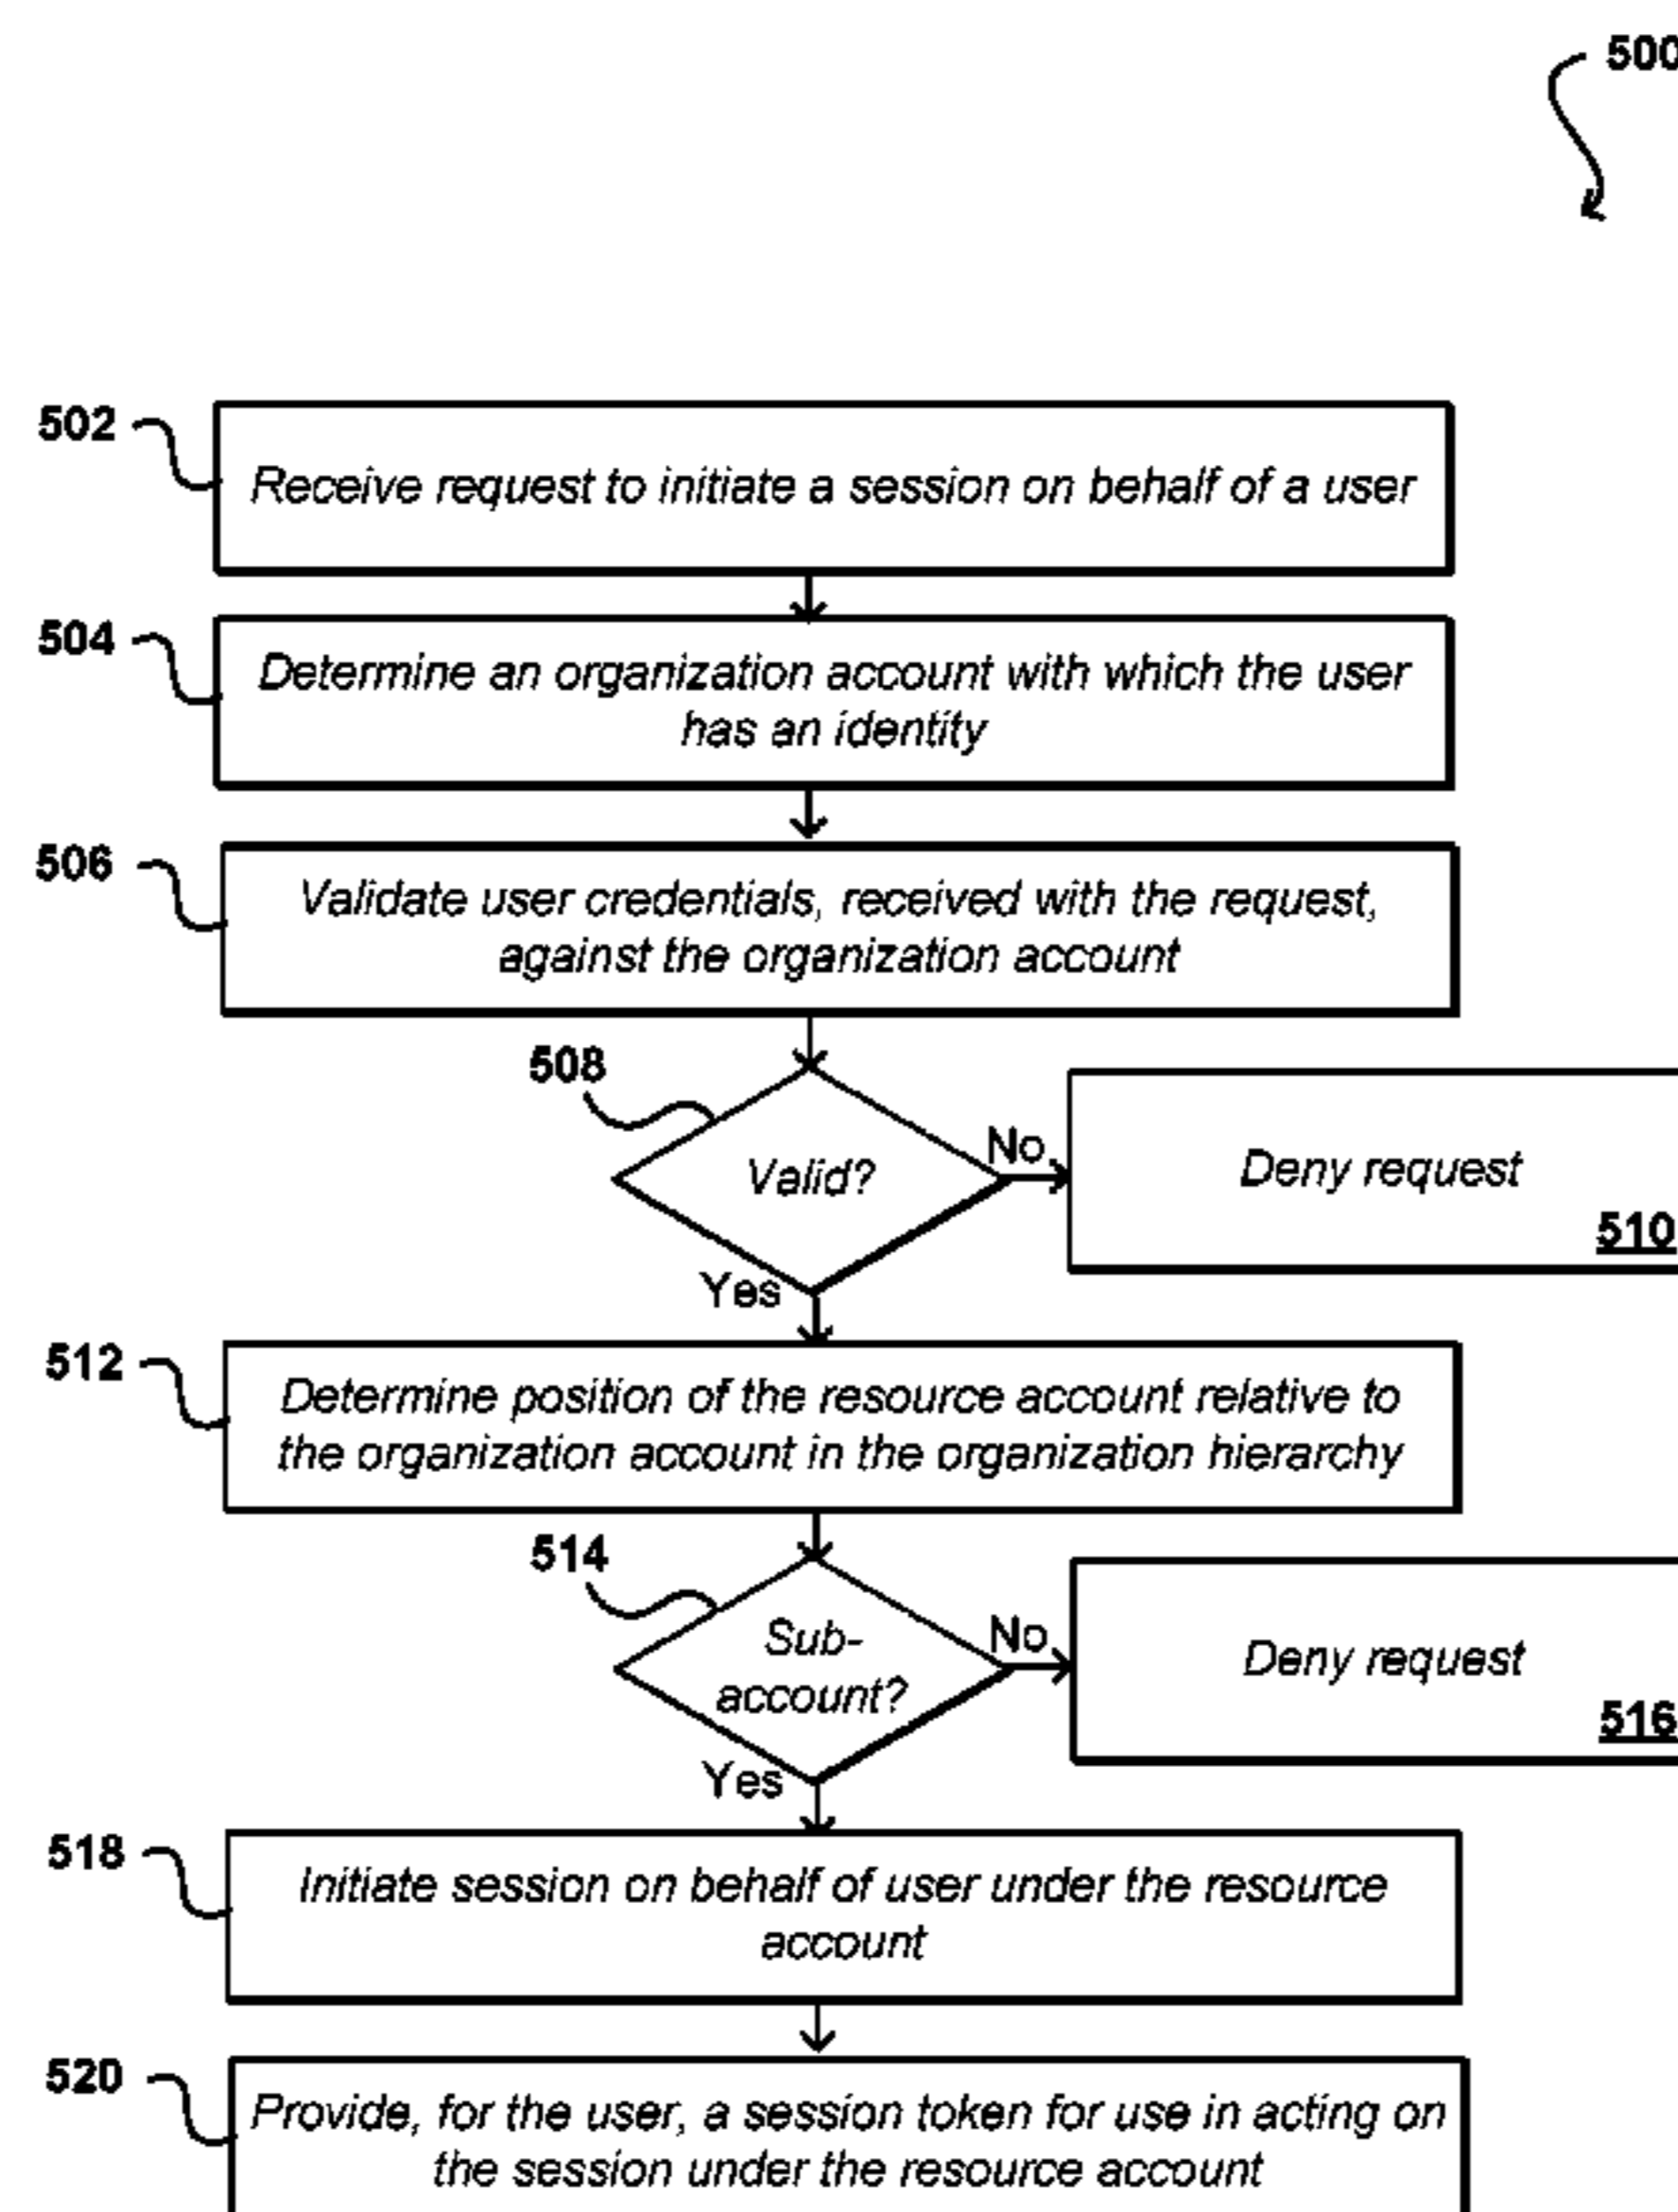 500
502
Receive request to initiate a session on behalf of a user
504
Determine an organization account with which the user
has an identity
506
Validate user credentials, received with the request,
against the organization account
508
Valid?
No
Deny request
510
Yes
512
Determine position of the resource account relative to
the organization account in the organization hierarchy
514
Sub-
account?
No
Deny request
516
Yes
518
Initiate session on behalf of user under the resource
account
520
Provide, for the user, a session token for use in acting on
the session under the resource account